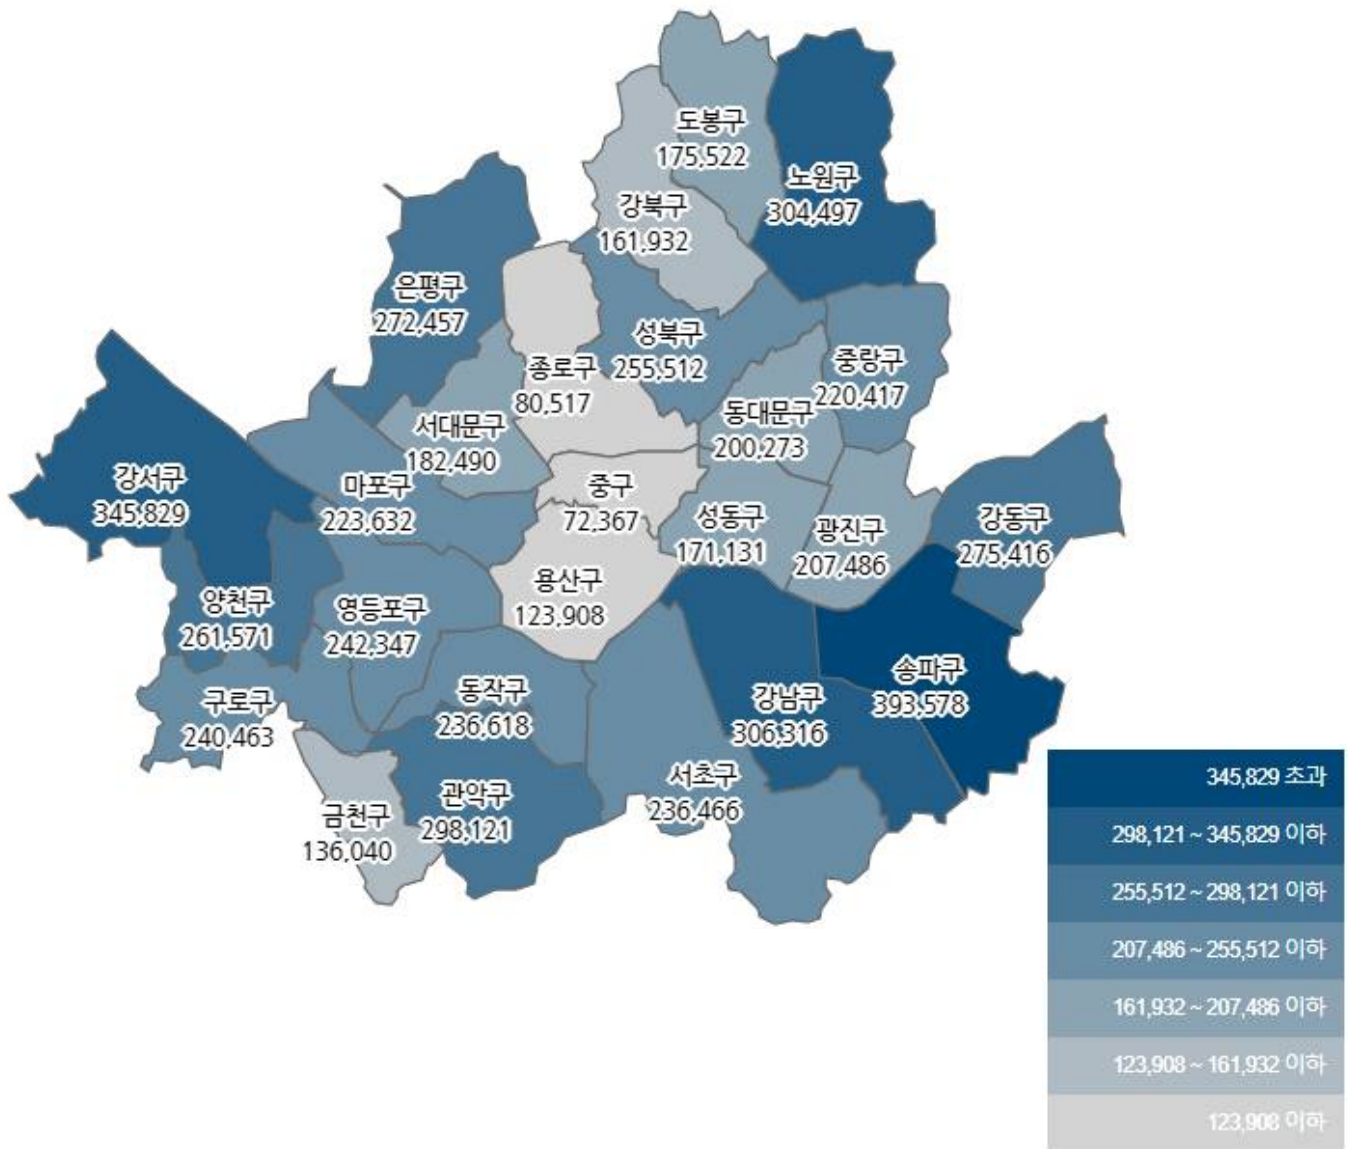 도봉구
175,522
노원구
304,497
강북구
161,932
은평구
272,457
성북구
255,512
중랑구
220,417
종로구
80,517
동대문구
200,273
서대문구
182,490
강서구
345,829
마포구
223,632
중구
72,367
성동구
171,131
광진구
207,486
강동구
275,416
용산구
123,908
양천구
261,571
영등포구
242,347
구로구
240,463
동작구
236,618
강남구
306,316
송파구
393,578
서초구
236,466
관악구
298,121
금천구
136,040
345,829 초과
298,121 ~ 345,829 이하
255,512 ~ 298,121 이하
207,486 ~ 255,512 이하
161,932 ~ 207,486 이하
123,908 ~ 161,932 이하
123,908 이하